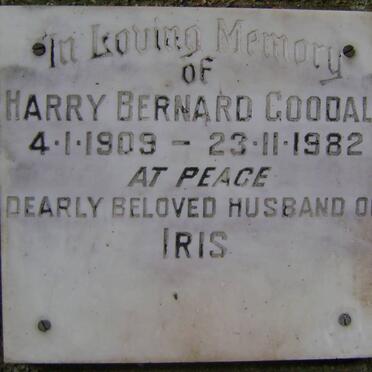 In Loving Memory
OF
HARRY BERNARD GOODAL
4·1·1909 – 23·11·1982
AT PEACE
DEARLY BELOVED HUSBAND O
IRIS